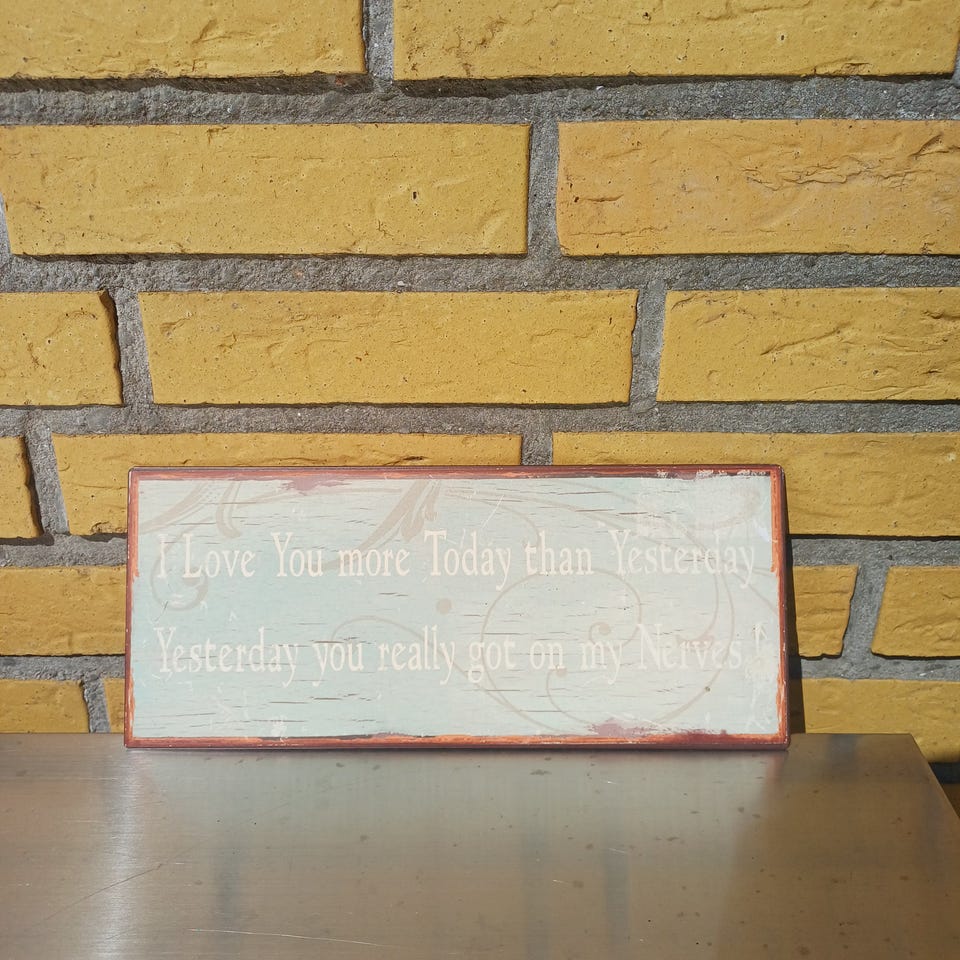 I Love You more Today than Yesterday
Yesterday you really got on my Nerves !